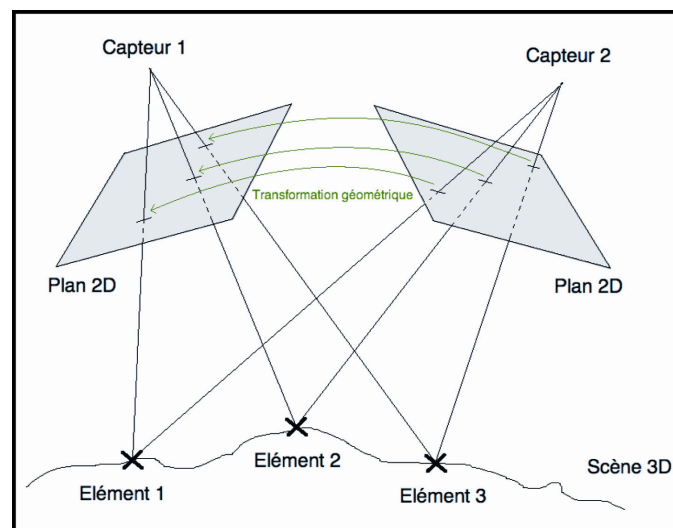 Capteur 1
Capteur 2
Transformation géométrique
Plan 2D
Plan 2D
Elément 2
Scène 3D
Elément 1
Elément 3